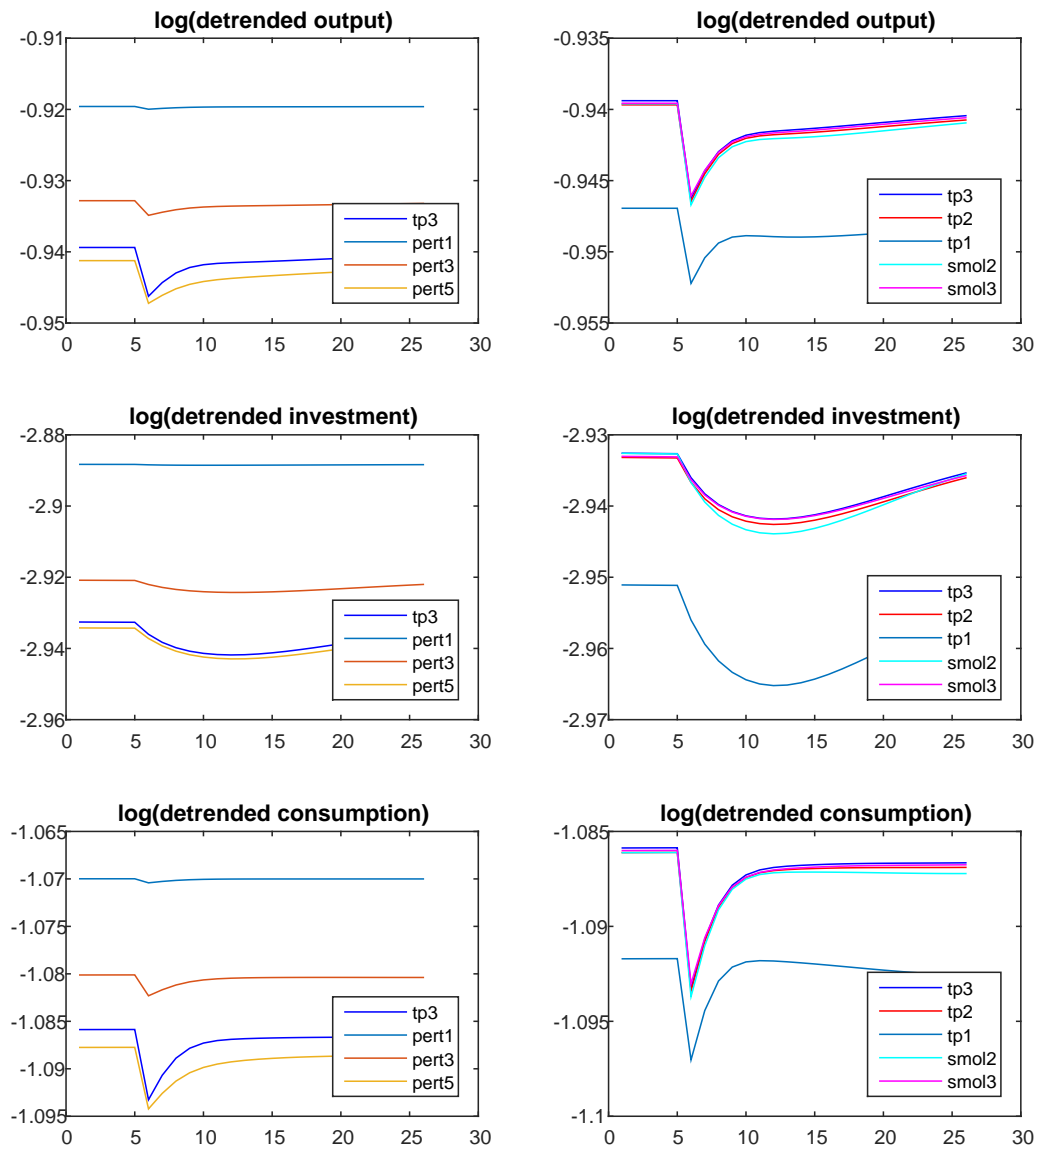 log(detrended output)
-0.91
-0.92
-0.93
-0.94
-0.95
0 5 10 15 20 25 30
tp3
pert1
pert3
pert5
log(detrended output)
-0.935
-0.94
-0.945
-0.95
-0.955
0 5 10 15 20 25 30
tp3
tp2
tp1
smol2
smol3
log(detrended investment)
-2.88
-2.9
-2.92
-2.94
-2.96
0 5 10 15 20 25 30
tp3
pert1
pert3
pert5
log(detrended investment)
-2.93
-2.94
-2.95
-2.96
-2.97
0 5 10 15 20 25 30
tp3
tp2
tp1
smol2
smol3
log(detrended consumption)
-1.065
-1.07
-1.075
-1.08
-1.085
-1.09
-1.095
0 5 10 15 20 25 30
tp3
pert1
pert3
pert5
log(detrended consumption)
-1.085
-1.09
-1.095
-1.1
0 5 10 15 20 25 30
tp3
tp2
tp1
smol2
smol3